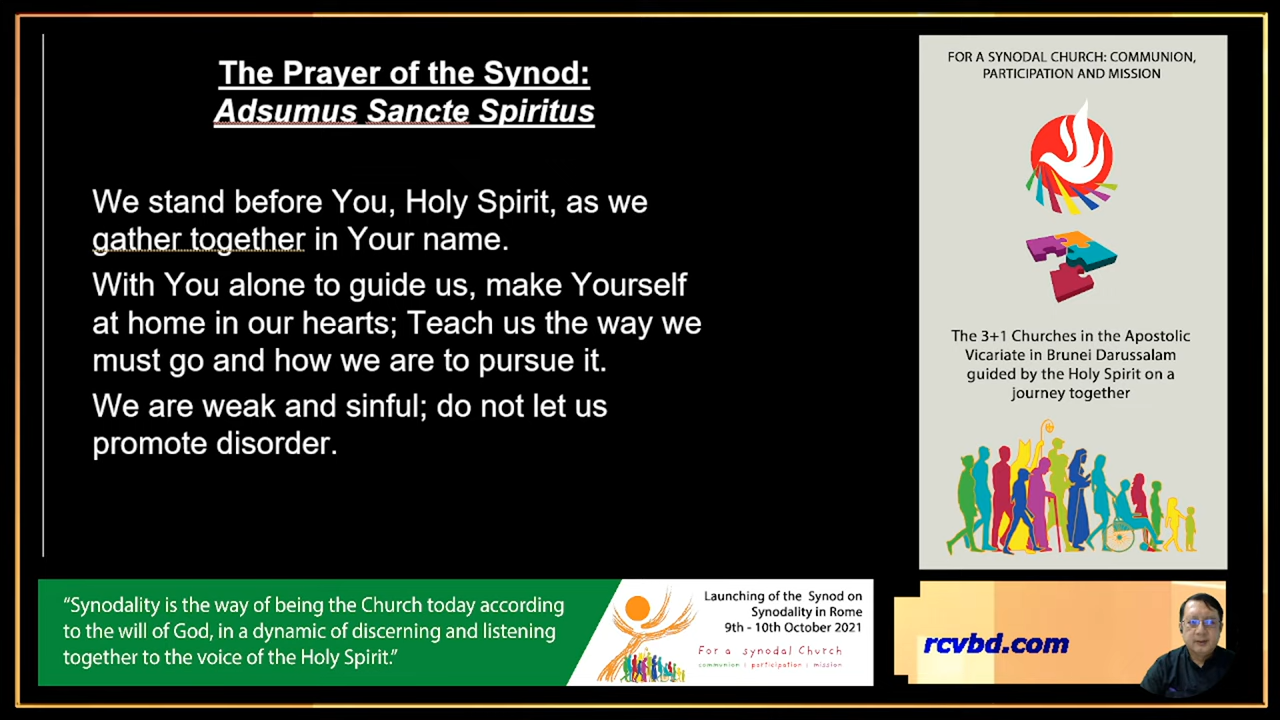 The Prayer of the Synod:
Adsumus Sancte Spiritus
We stand before You, Holy Spirit, as we
gather together in Your name.
With You alone to guide us, make Yourself
at home in our hearts; Teach us the way we
must go and how we are to pursue it.
We are weak and sinful; do not let us
promote disorder.
FOR A SYNODAL CHURCH: COMMUNION,
PARTICIPATION AND MISSION
The 3+1 Churches in the Apostolic
Vicariate in Brunei Darussalam
guided by the Holy Spirit on a
journey together
“Synodality is the way of being the Church today according
to the will of God, in a dynamic of discerning and listening
together to the voice of the Holy Spirit.”
Launching of the Synod on
Synodality in Rome
9th - 10th October 2021
For a synodal Church
communion | participation | mission
rcvbd.com